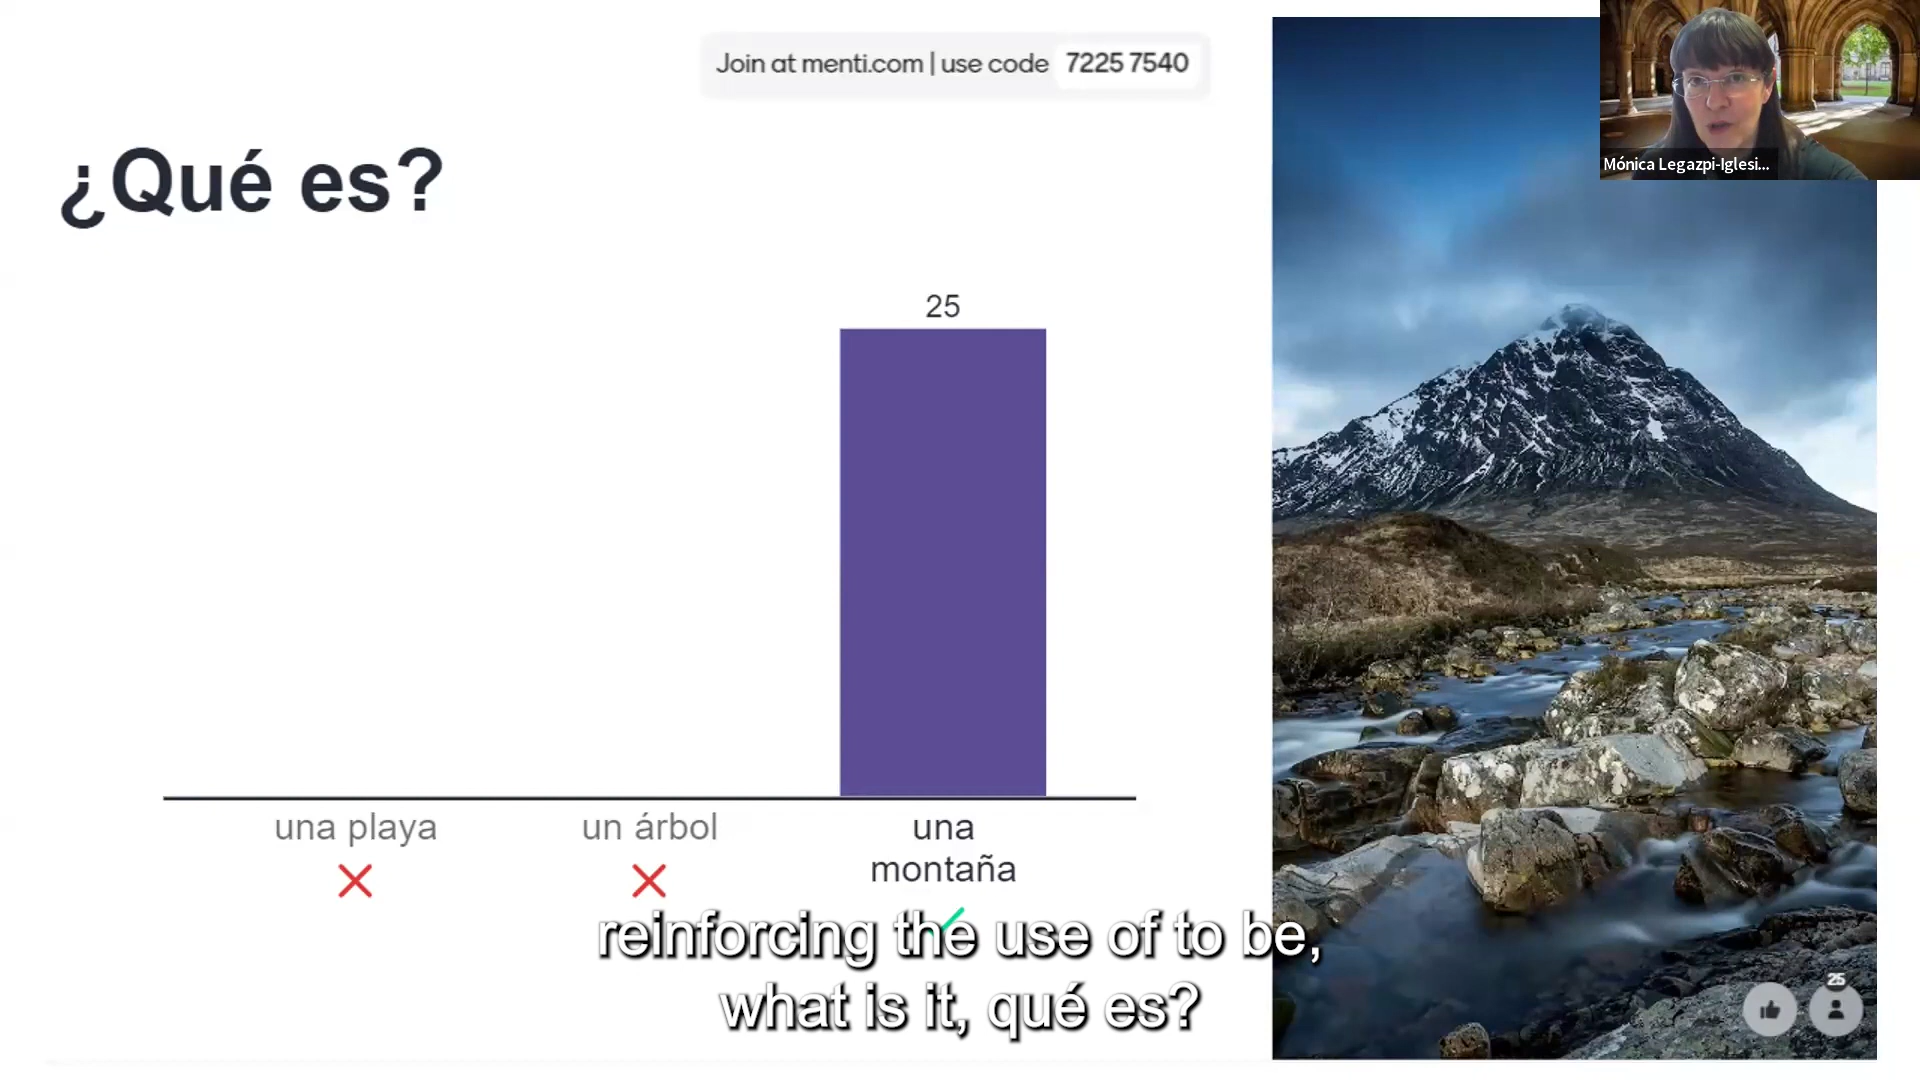 Join at menti.com | use code 7225 7540
Mónica Legazpi-Iglesi...
¿Qué es?
25
una playa
un árbol
una
montaña
reinforcing the use of to be,
what is it, qué es?
25